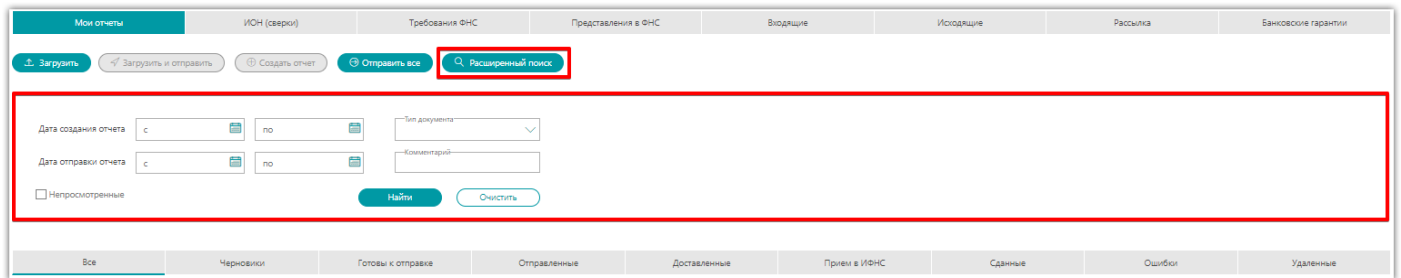 Мои отчеты ИОН (сверки) Требования ФНС Представления в ФНС Входящие Исходящие Рассылка Банковские гарантии
Загрузить Загрузить и отправить Создать отчет Отправить все Расширенный поиск
Дата создания отчета с по Тип документа
Дата отправки отчета с по Комментарий
Непросмотренные Найти Очистить
Все Черновики Готовы к отправке Отправленные Доставленные Прием в ИФНС Сданные Ошибки Удаленные